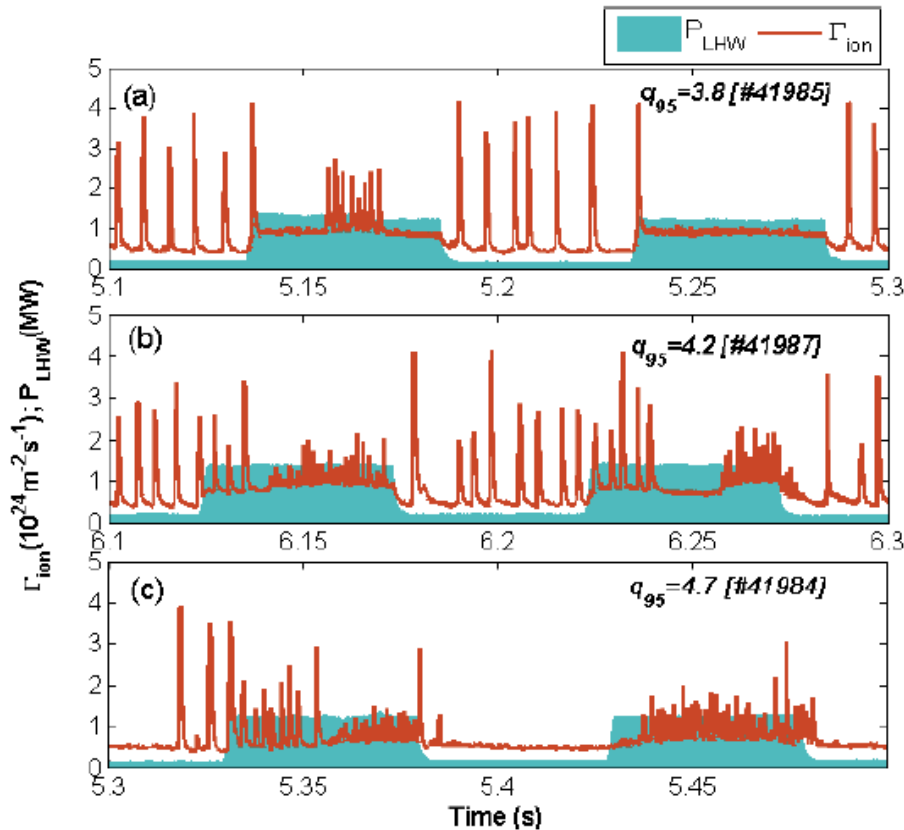 P_LHW Γ_ion
(a) q_95=3.8 [#41985]
5
4
3
2
1
0
5.1 5.15 5.2 5.25 5.3
(b) q_95=4.2 [#41987]
5
4
3
2
1
0
6.1 6.15 6.2 6.25 6.3
(c) q_95=4.7 [#41984]
5
4
3
2
1
0
5.3 5.35 5.4 5.45
Γ_ion(10^24 m^-2 s^-1); P_LHW(MW)
Time (s)